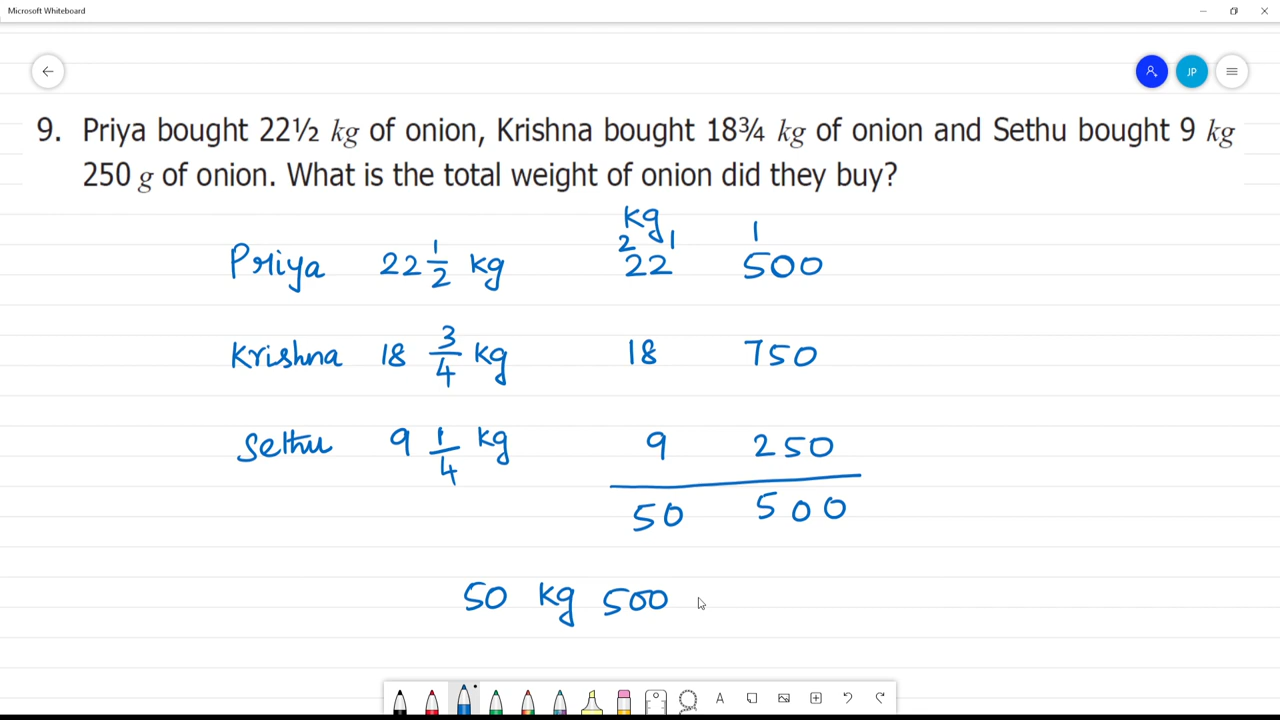 Microsoft Whiteboard
JP
9. Priya bought 22½ kg of onion, Krishna bought 18¾ kg of onion and Sethu bought 9 kg
250 g of onion. What is the total weight of onion did they buy?
kg
2 1 1
Priya 22 1/2 kg 22 500
Krishna 18 3/4 kg 18 750
Sethu 9 1/4 kg 9 250
50 500
50 kg 500
A